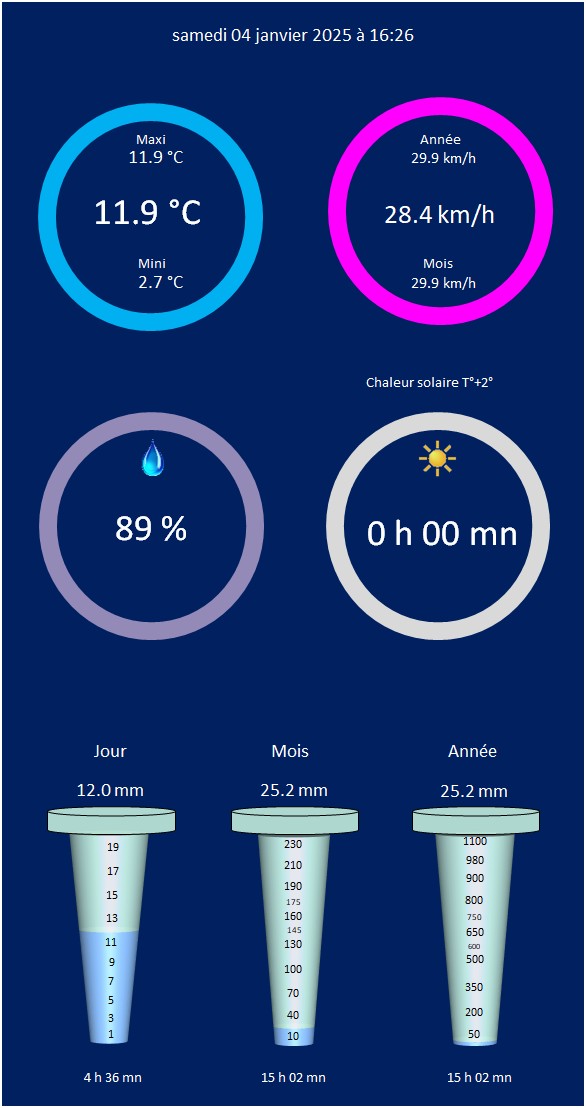 samedi 04 janvier 2025 à 16:26
Maxi
11.9 °C
11.9 °C
Mini
2.7 °C
Année
29.9 km/h
28.4 km/h
Mois
29.9 km/h
Chaleur solaire T°+2°
89 %
0 h 00 mn
Jour
12.0 mm
19
17
15
13
11
9
7
5
3
1
4 h 36 mn
Mois
25.2 mm
230
210
190
175
160
145
130
100
70
40
10
15 h 02 mn
Année
25.2 mm
1100
980
900
800
750
650
600
500
350
200
50
15 h 02 mn